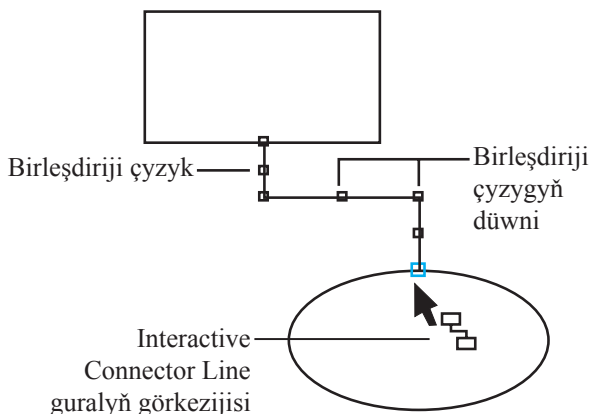 Birleşdiriji çyzyk
Birleşdiriji
çyzygyň
düwni
Interactive
Connector Line
guralyň görkezijisi